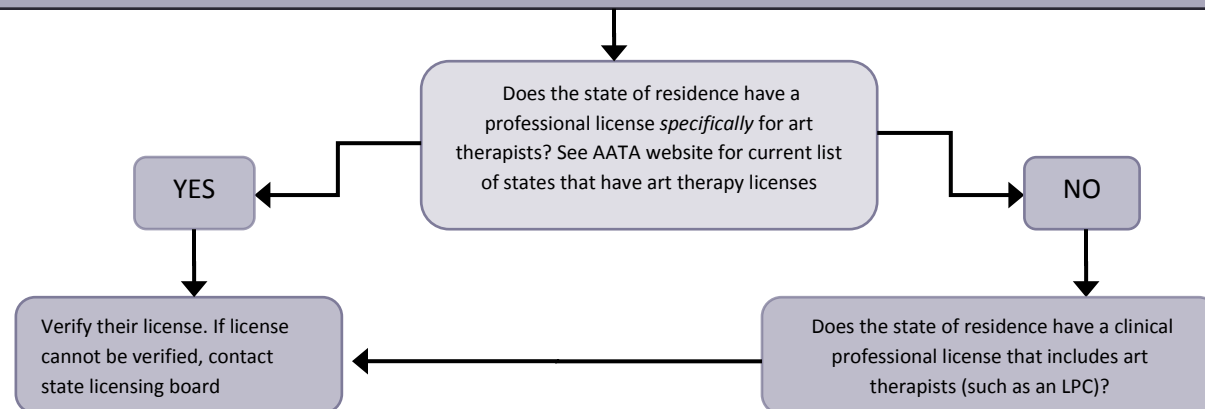 Does the state of residence have a
professional license specifically for art
therapists? See AATA website for current list
of states that have art therapy licenses
YES
NO
Verify their license. If license
cannot be verified, contact
state licensing board
Does the state of residence have a clinical
professional license that includes art
therapists (such as an LPC)?